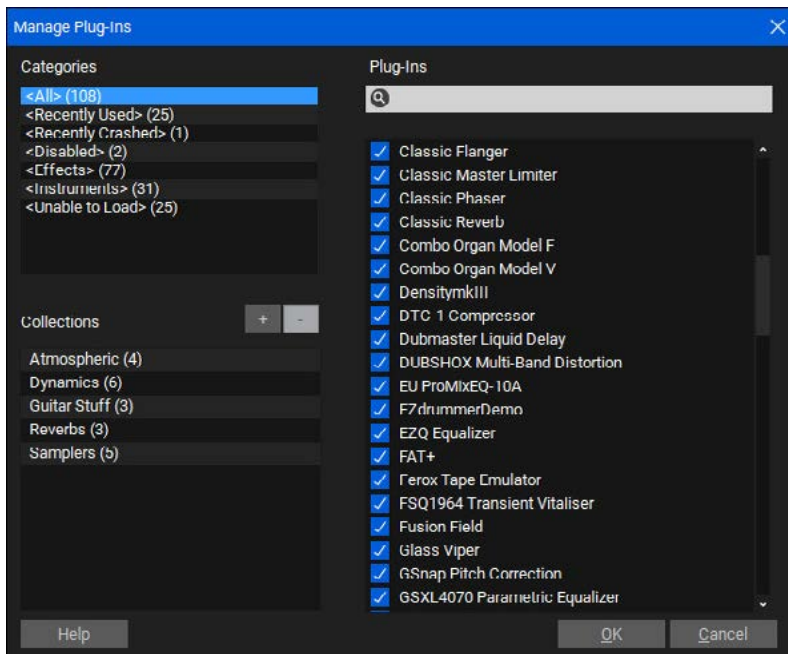 Manage Plug-Ins
Categories
<All> (108)
<Recently Used> (25)
<Recently Crashed> (1)
<Disabled> (2)
<Effects> (77)
<Instruments> (31)
<Unable to Load> (25)
Collections
+ -
Atmospheric (4)
Dynamics (6)
Guitar Stuff (3)
Reverbs (3)
Samplers (5)
Plug-Ins
Classic Flanger
Classic Master Limiter
Classic Phaser
Classic Reverb
Combo Organ Model F
Combo Organ Model V
DensitymkIII
DTC-1 Compressor
Dubmaster Liquid Delay
DUBSHOX Multi-Band Distortion
EU ProMixEQ-10A
EZdrummerDemo
EZQ Equalizer
FAT+
Ferox Tape Emulator
FSQ1964 Transient Vitaliser
Fusion Field
Glass Viper
GSnap Pitch Correction
GSXL4070 Parametric Equalizer
Help
OK
Cancel